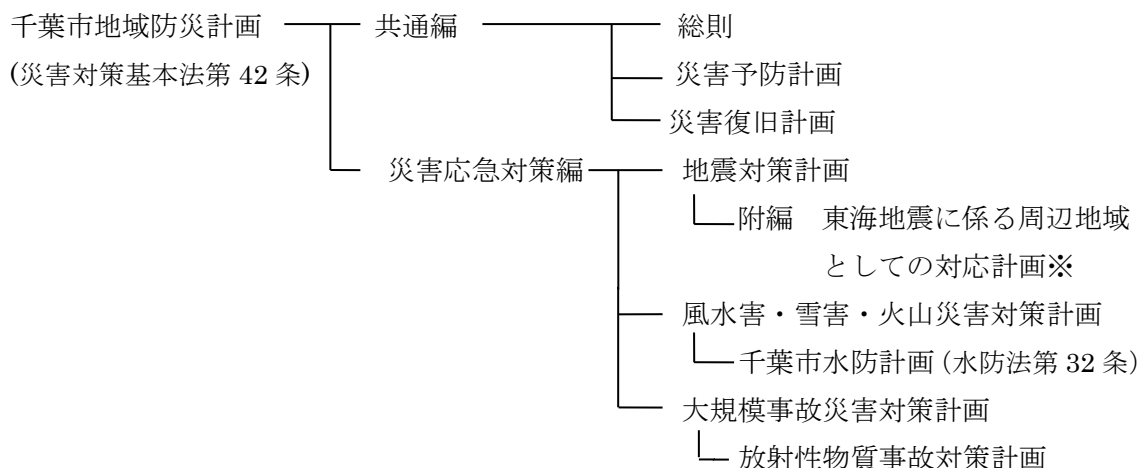 千葉市地域防災計画 共通編 総則
(災害対策基本法第 42 条) 災害予防計画
災害復旧計画
災害応急対策編 地震対策計画
附編 東海地震に係る周辺地域
としての対応計画※
風水害・雪害・火山災害対策計画
千葉市水防計画 (水防法第 32 条)
大規模事故災害対策計画
放射性物質事故対策計画